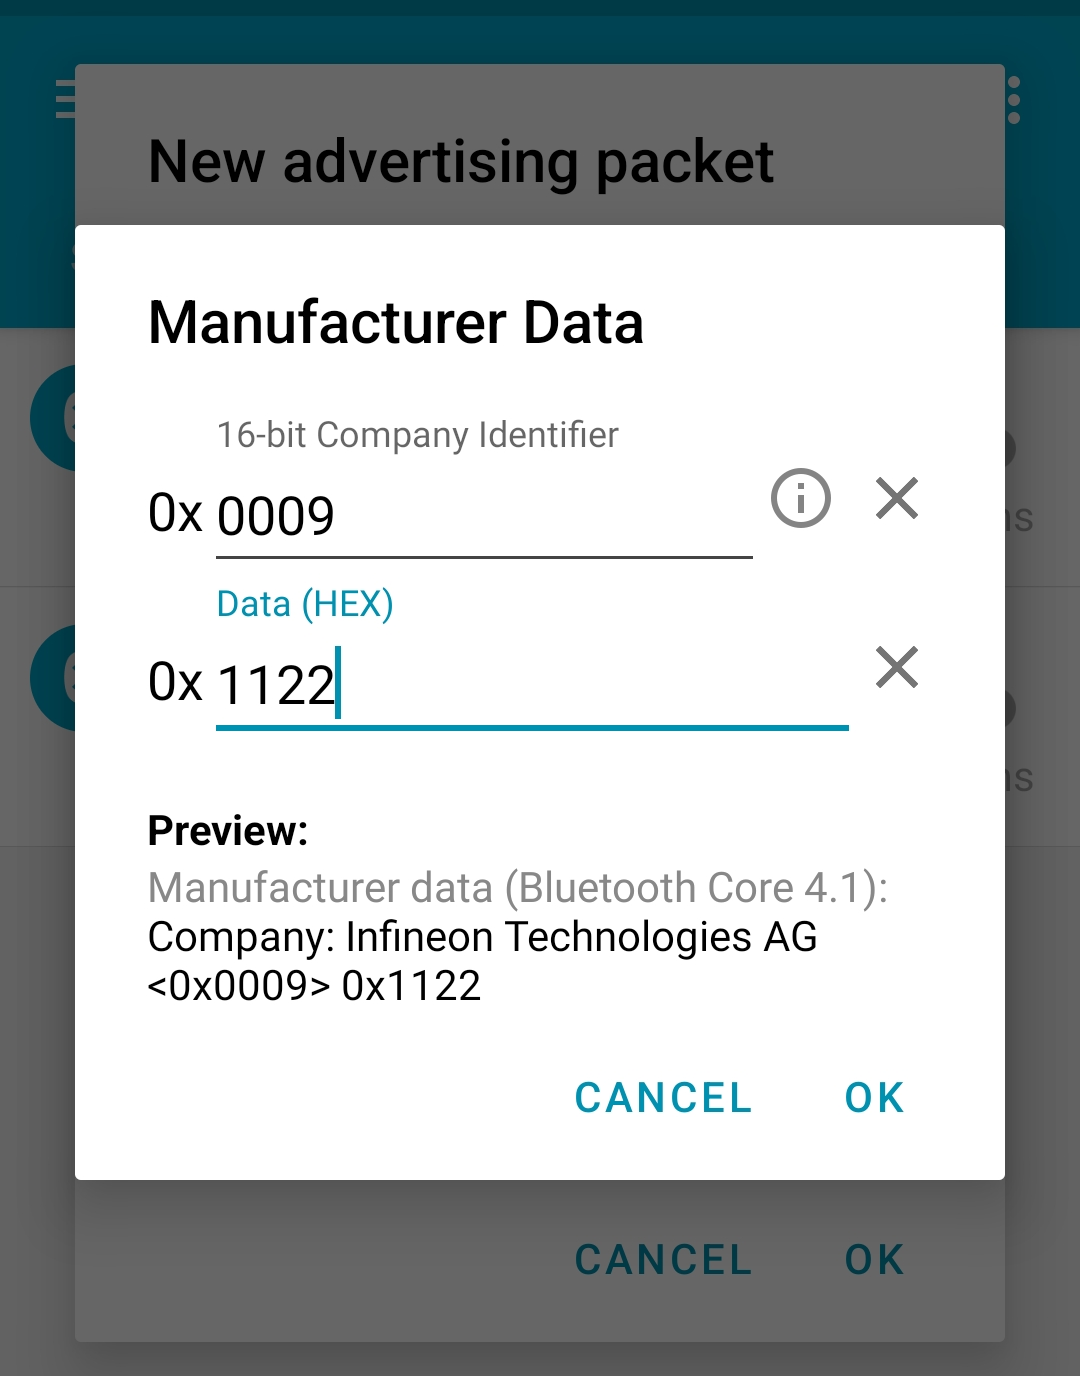 New advertising packet
Manufacturer Data
16-bit Company Identifier
0x 0009
Data (HEX)
0x 1122
Preview:
Manufacturer data (Bluetooth Core 4.1):
Company: Infineon Technologies AG
<0x0009> 0x1122
CANCEL OK
CANCEL OK